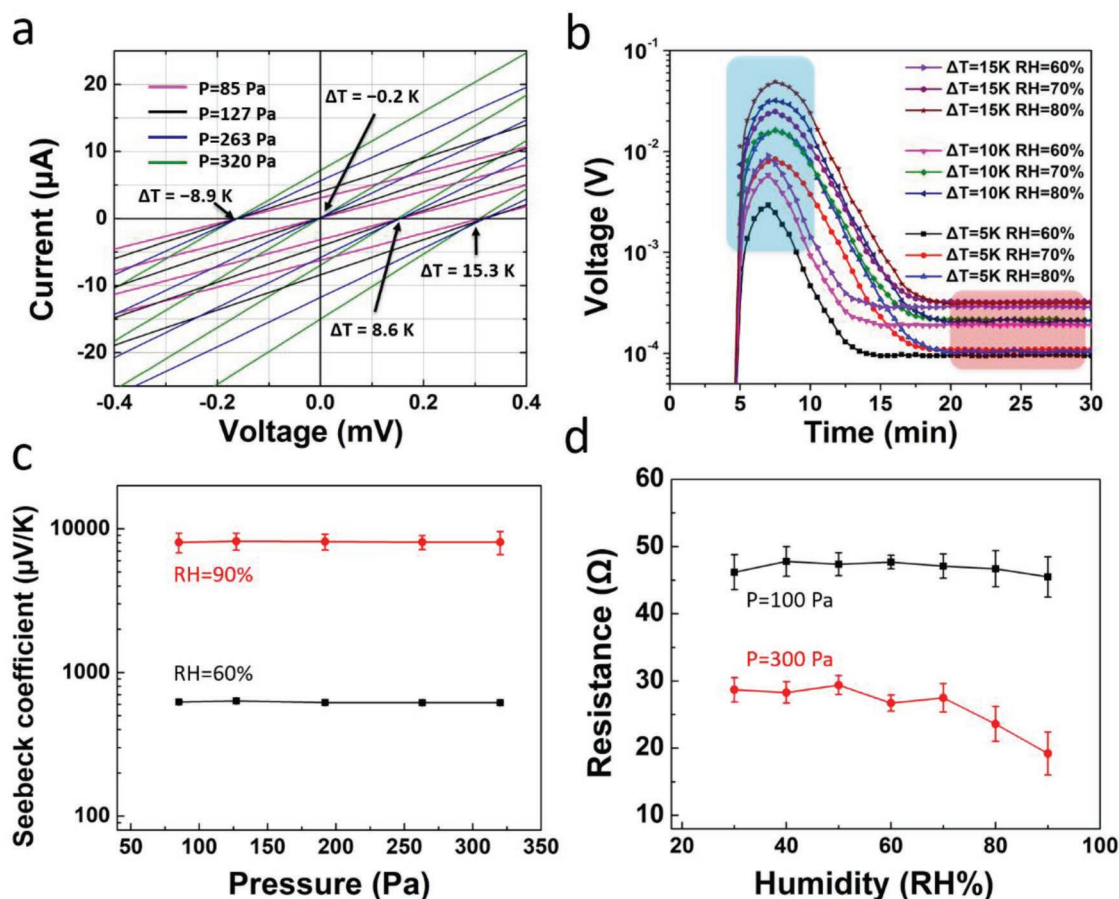 a
P=85 Pa
P=127 Pa
P=263 Pa
P=320 Pa
ΔT = −0.2 K
ΔT = −8.9 K
ΔT = 15.3 K
ΔT = 8.6 K
20
10
0
-10
-20
Current (μA)
-0.4 -0.2 0.0 0.2 0.4
Voltage (mV)
b
ΔT=15K RH=60%
ΔT=15K RH=70%
ΔT=15K RH=80%
ΔT=10K RH=60%
ΔT=10K RH=70%
ΔT=10K RH=80%
ΔT=5K RH=60%
ΔT=5K RH=70%
ΔT=5K RH=80%
10⁻¹
10⁻²
10⁻³
10⁻⁴
Voltage (V)
0 5 10 15 20 25 30
Time (min)
c
10000
1000
100
Seebeck coefficient (μV/K)
RH=90%
RH=60%
50 100 150 200 250 300 350
Pressure (Pa)
d
60
50
40
30
20
10
Resistance (Ω)
P=100 Pa
P=300 Pa
20 40 60 80 100
Humidity (RH%)